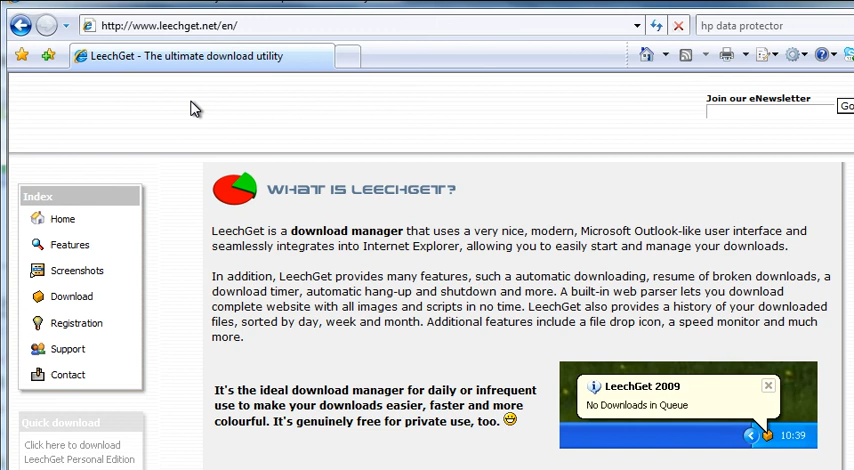 http://www.leechget.net/en/
hp data protector
LeechGet - The ultimate download utility
Join our eNewsletter
Go
Index
Home
Features
Screenshots
Download
Registration
Support
Contact
Quick download
Click here to download
LeechGet Personal Edition
WHAT IS LEECHGET?
LeechGet is a download manager that uses a very nice, modern, Microsoft Outlook-like user interface and
seamlessly integrates into Internet Explorer, allowing you to easily start and manage your downloads.
In addition, LeechGet provides many features, such a automatic downloading, resume of broken downloads, a
download timer, automatic hang-up and shutdown and more. A built-in web parser lets you download
complete website with all images and scripts in no time. LeechGet also provides a history of your downloaded
files, sorted by day, week and month. Additional features include a file drop icon, a speed monitor and much
more.
It's the ideal download manager for daily or infrequent
use to make your downloads easier, faster and more
colourful. It's genuinely free for private use, too.
LeechGet 2009
No Downloads in Queue
10:39